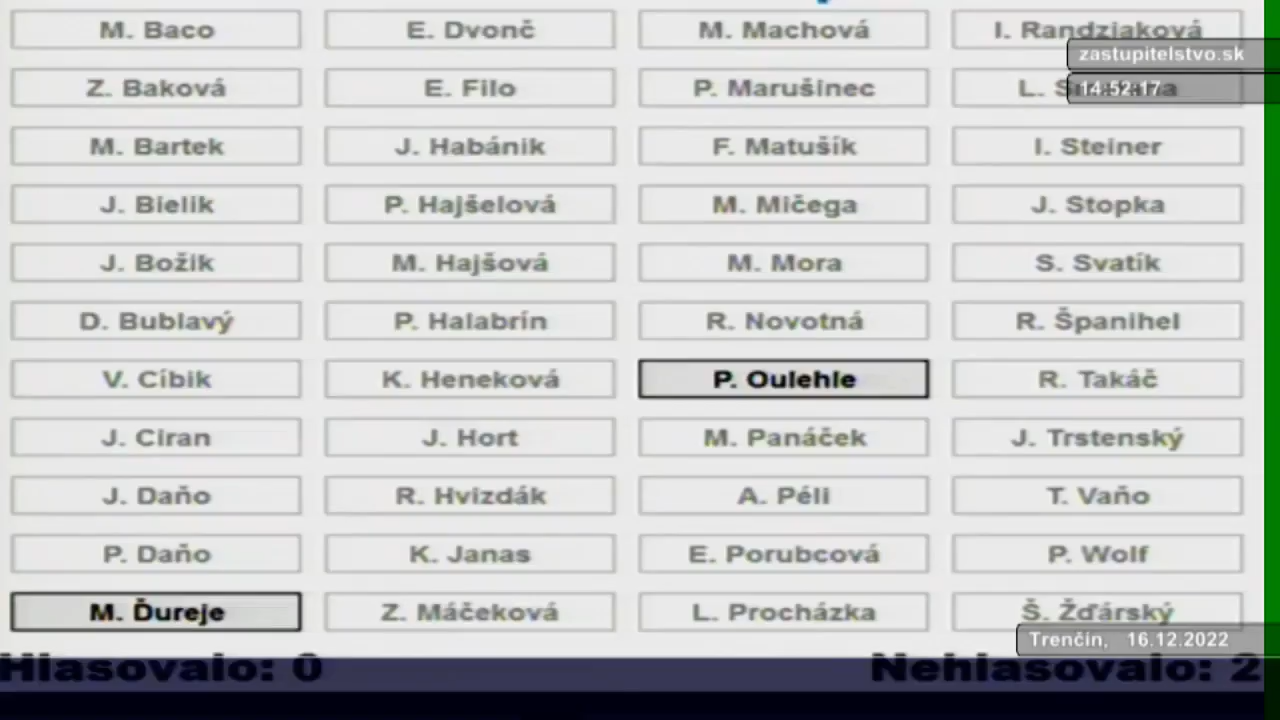 M. Baco E. Dvonč M. Machová I. Randziaková
zastupitelstvo.sk
Z. Baková E. Filo P. Marušinec L.
14:52:17
M. Bartek J. Habánik F. Matušík I. Steiner
J. Bielik P. Hajšelová M. Mičega J. Stopka
J. Božik M. Hajšová M. Mora S. Svatík
D. Bublavý P. Halabrín R. Novotná R. Španihel
V. Cíbik K. Heneková P. Oulehle R. Takáč
J. Ciran J. Hort M. Panáček J. Trstenský
J. Daňo R. Hvizdák A. Péli T. Vaňo
P. Daňo K. Janas E. Porubcová P. Wolf
M. Ďureje Z. Máčeková L. Procházka Š. Žďárský
Trenčín, 16.12.2022
Hlasovalo: 0 Nehlasovalo: 2